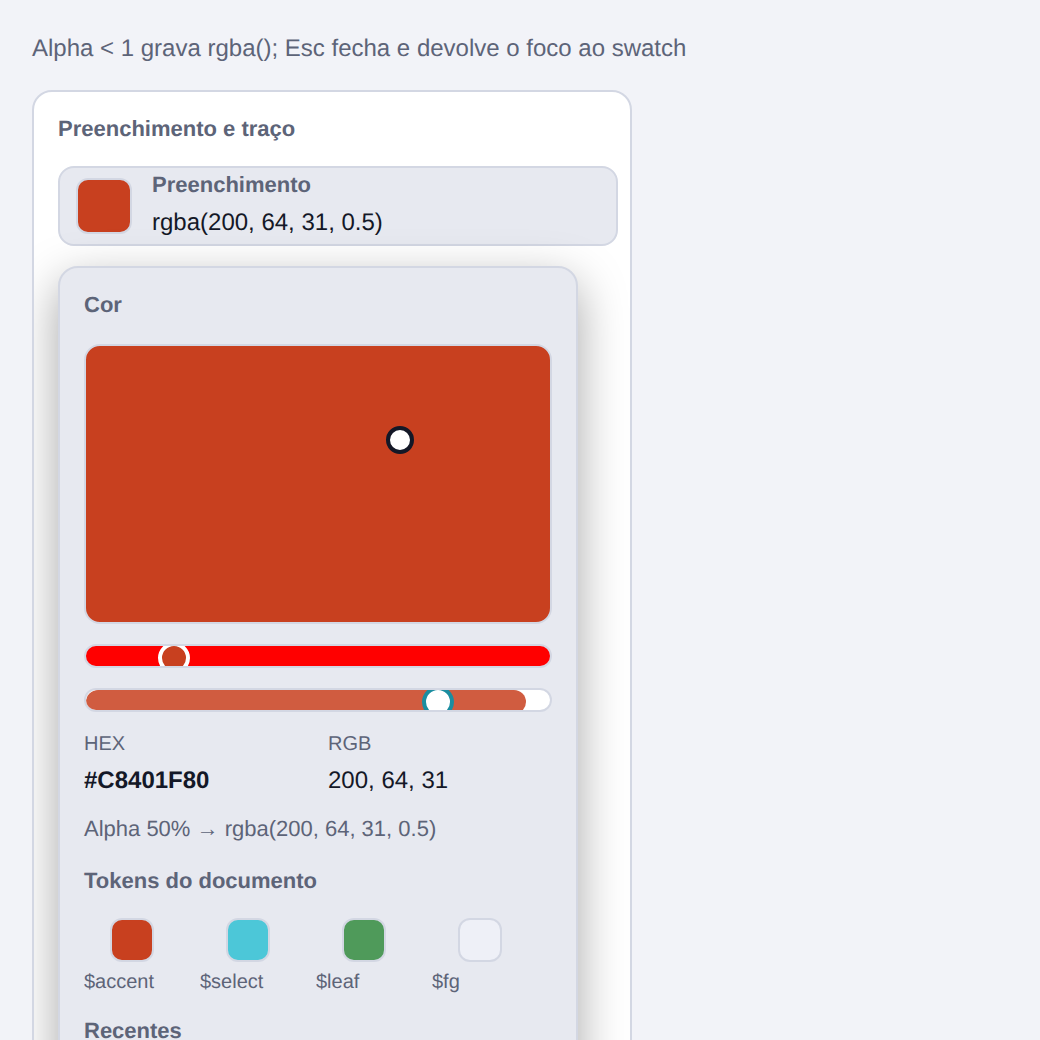 Alpha < 1 grava rgba(); Esc fecha e devolve o foco ao swatch
Preenchimento e traço
Preenchimento
rgba(200, 64, 31, 0.5)
Cor
HEX RGB
#C8401F80 200, 64, 31
Alpha 50% → rgba(200, 64, 31, 0.5)
Tokens do documento
$accent $select $leaf $fg
Recentes